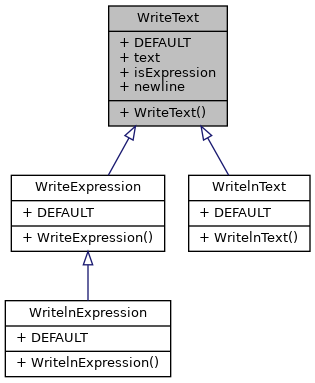 WriteText
+ DEFAULT
+ text
+ isExpression
+ newline
+ WriteText()
WriteExpression
+ DEFAULT
+ WriteExpression()
WritelnText
+ DEFAULT
+ WritelnText()
WritelnExpression
+ DEFAULT
+ WritelnExpression()